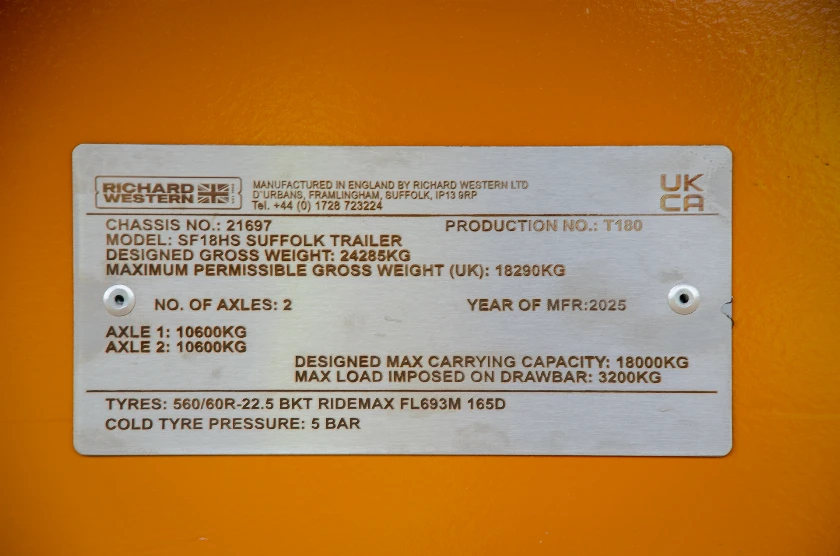 RICHARD
WESTERN
MANUFACTURED IN ENGLAND BY RICHARD WESTERN LTD
D'URBANS, FRAMLINGHAM, SUFFOLK, IP13 9RP
Tel. +44 (0) 1728 723224
UK
CA
CHASSIS NO.: 21697 PRODUCTION NO.: T180
MODEL: SF18HS SUFFOLK TRAILER
DESIGNED GROSS WEIGHT: 24285KG
MAXIMUM PERMISSIBLE GROSS WEIGHT (UK): 18290KG
NO. OF AXLES: 2 YEAR OF MFR:2025
AXLE 1: 10600KG
AXLE 2: 10600KG
DESIGNED MAX CARRYING CAPACITY: 18000KG
MAX LOAD IMPOSED ON DRAWBAR: 3200KG
TYRES: 560/60R-22.5 BKT RIDEMAX FL693M 165D
COLD TYRE PRESSURE: 5 BAR